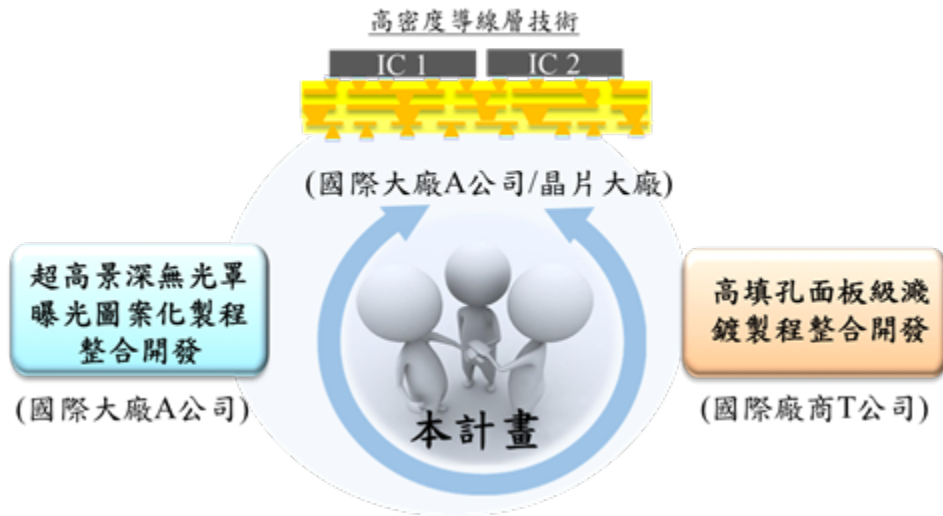 高密度導線層技術
IC 1
IC 2
(國際大廠A公司/晶片大廠)
超高景深無光罩
曝光圖案化製程
整合開發
(國際大廠A公司)
高填孔面板級濺
鍍製程整合開發
(國際廠商T公司)
本計畫